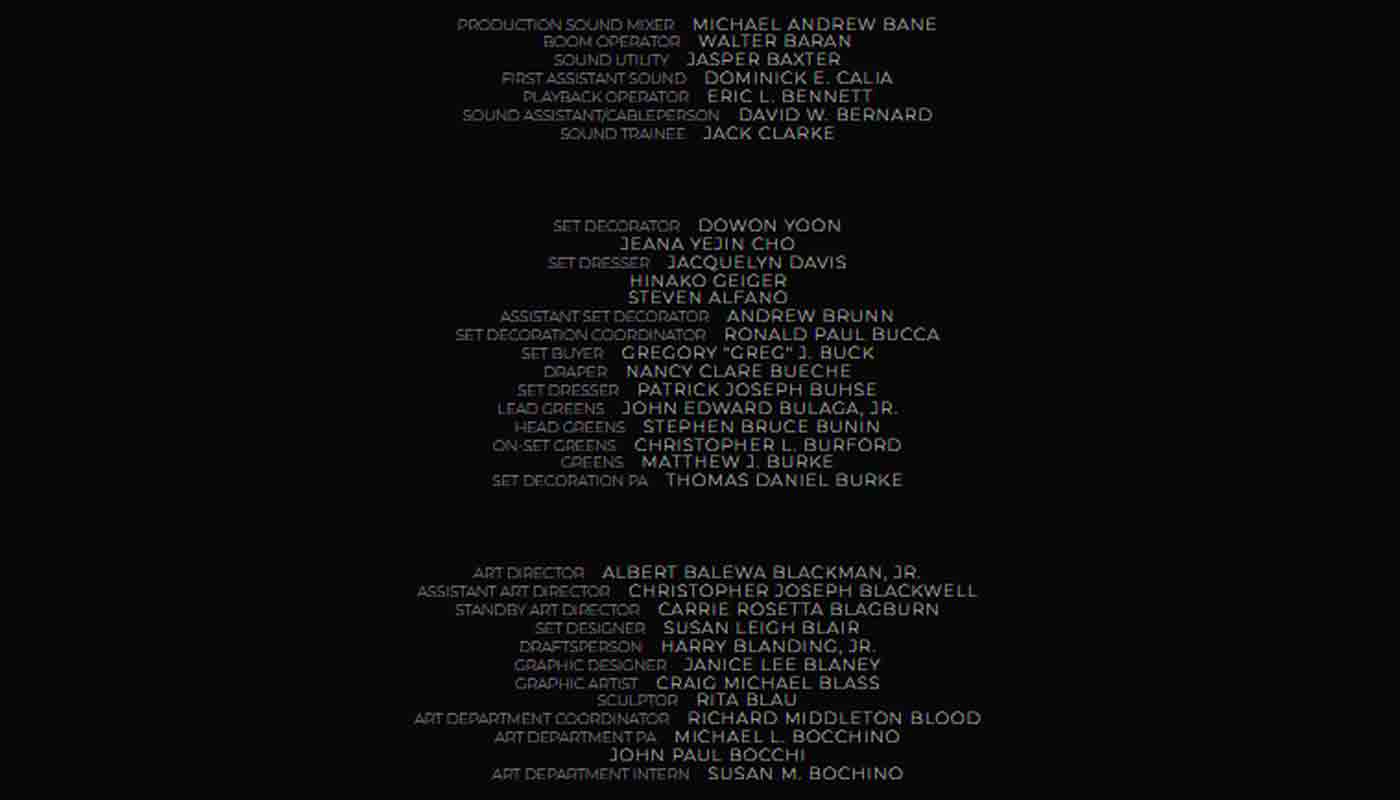 PRODUCTION SOUND MIXER MICHAEL ANDREW BANE
BOOM OPERATOR WALTER BARAN
SOUND UTILITY JASPER BAXTER
FIRST ASSISTANT SOUND DOMINICK E. CALIA
PLAYBACK OPERATOR ERIC L. BENNETT
SOUND ASSISTANT/CABLEPERSON DAVID W. BERNARD
SOUND TRAINEE JACK CLARKE
SET DECORATOR DOWON YOON
JEANA YEJIN CHO
SET DRESSER JACQUELYN DAVIS
HINAKO GEIGER
STEVEN ALFANO
ASSISTANT SET DECORATOR ANDREW BRUNN
SET DECORATION COORDINATOR RONALD PAUL BUCCA
SET BUYER GREGORY "GREG" J. BUCK
DRAPER NANCY CLARE BUECHE
SET DRESSER PATRICK JOSEPH BUHSE
LEAD GREENS JOHN EDWARD BULAGA, JR.
HEAD GREENS STEPHEN BRUCE BUNIN
ON-SET GREENS CHRISTOPHER L. BURFORD
GREENS MATTHEW J. BURKE
SET DECORATION PA THOMAS DANIEL BURKE
ART DIRECTOR ALBERT BALEWA BLACKMAN, JR.
ASSISTANT ART DIRECTOR CHRISTOPHER JOSEPH BLACKWELL
STANDBY ART DIRECTOR CARRIE ROSETTA BLAGBURN
SET DESIGNER SUSAN LEIGH BLAIR
DRAFTSPERSON HARRY BLANDING, JR.
GRAPHIC DESIGNER JANICE LEE BLANEY
GRAPHIC ARTIST CRAIG MICHAEL BLASS
SCULPTOR RITA BLAU
ART DEPARTMENT COORDINATOR RICHARD MIDDLETON BLOOD
ART DEPARTMENT PA MICHAEL L. BOCCHINO
JOHN PAUL BOCCHI
ART DEPARTMENT INTERN SUSAN M. BOCHINO